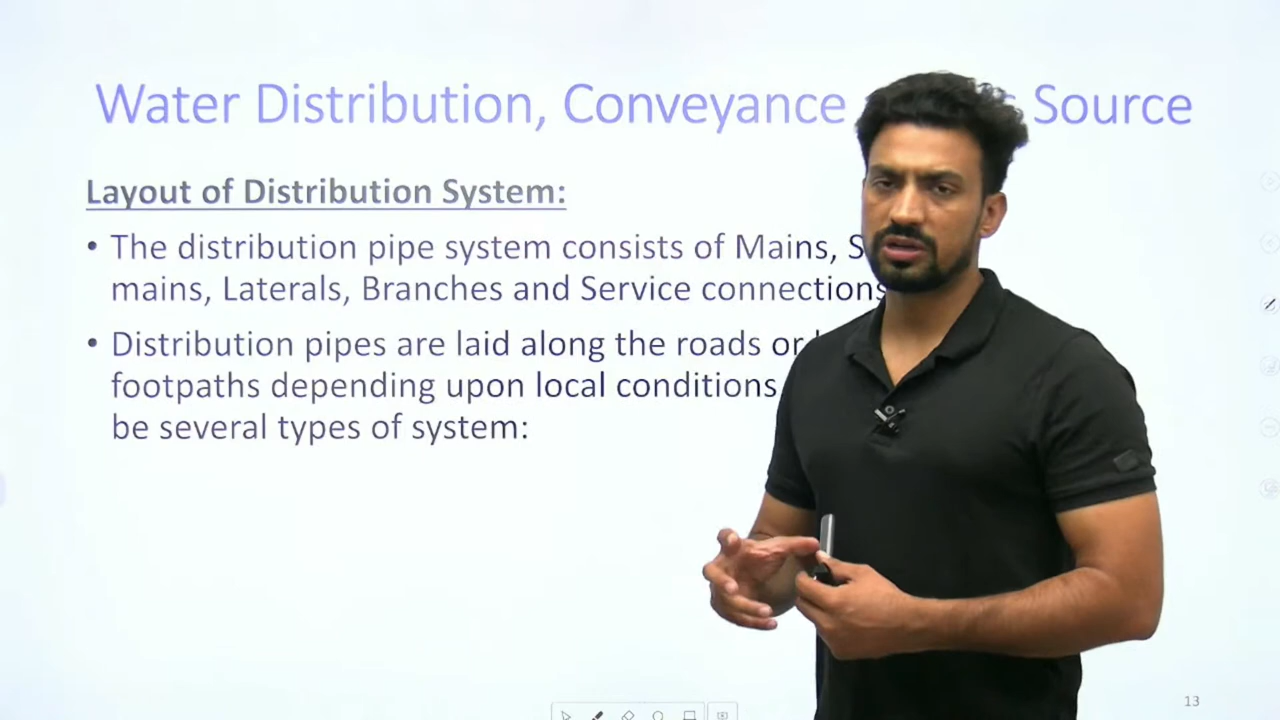 Water Distribution, Conveyance Source
Layout of Distribution System:
• The distribution pipe system consists of Mains, S
mains, Laterals, Branches and Service connections
• Distribution pipes are laid along the roads or
footpaths depending upon local conditions
be several types of system:
13